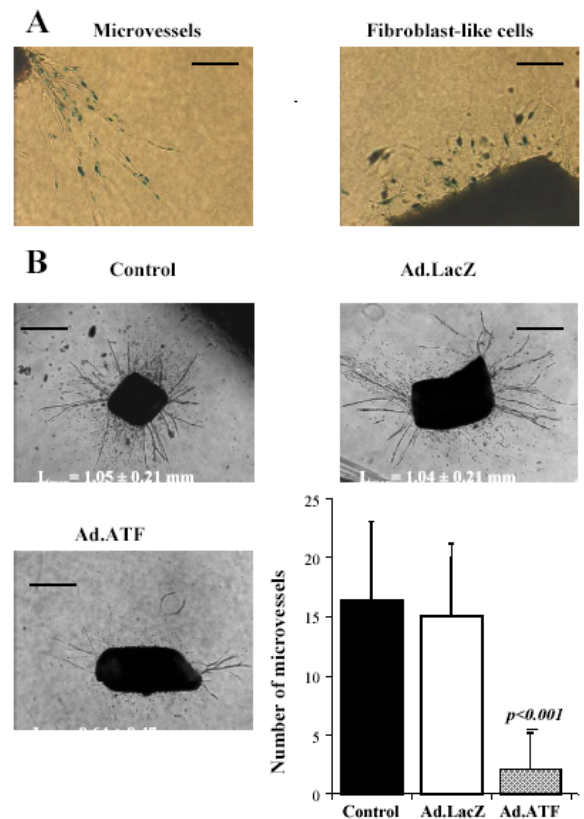 A
Microvessels
Fibroblast-like cells
B
Control
Ad.LacZ
= 1.05 ± 0.21 mm
= 1.04 ± 0.21 mm
Ad.ATF
Number of microvessels
25
20
15
10
5
0
p<0.001
Control
Ad.LacZ
Ad.ATF